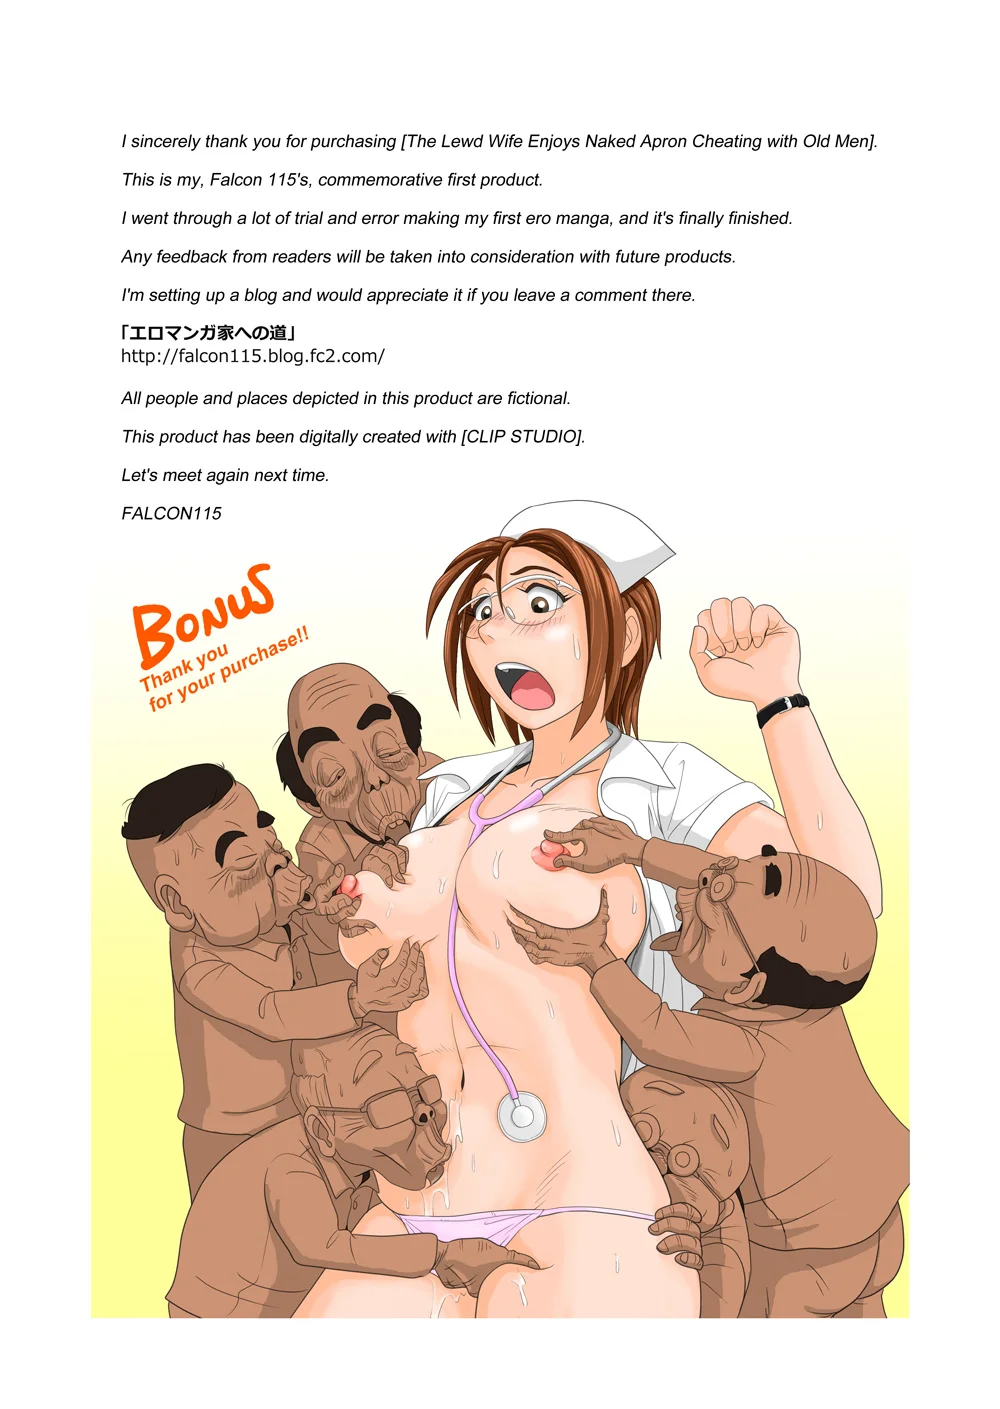 I sincerely thank you for purchasing [The Lewd Wife Enjoys Naked Apron Cheating with Old Men].
This is my, Falcon 115's, commemorative first product.
I went through a lot of trial and error making my first ero manga, and it's finally finished.
Any feedback from readers will be taken into consideration with future products.
I'm setting up a blog and would appreciate it if you leave a comment there.
「エロマンガ家への道」
http://falcon115.blog.fc2.com/
All people and places depicted in this product are fictional.
This product has been digitally created with [CLIP STUDIO].
Let's meet again next time.
FALCON115
BONUS
Thank you
for your purchase!!